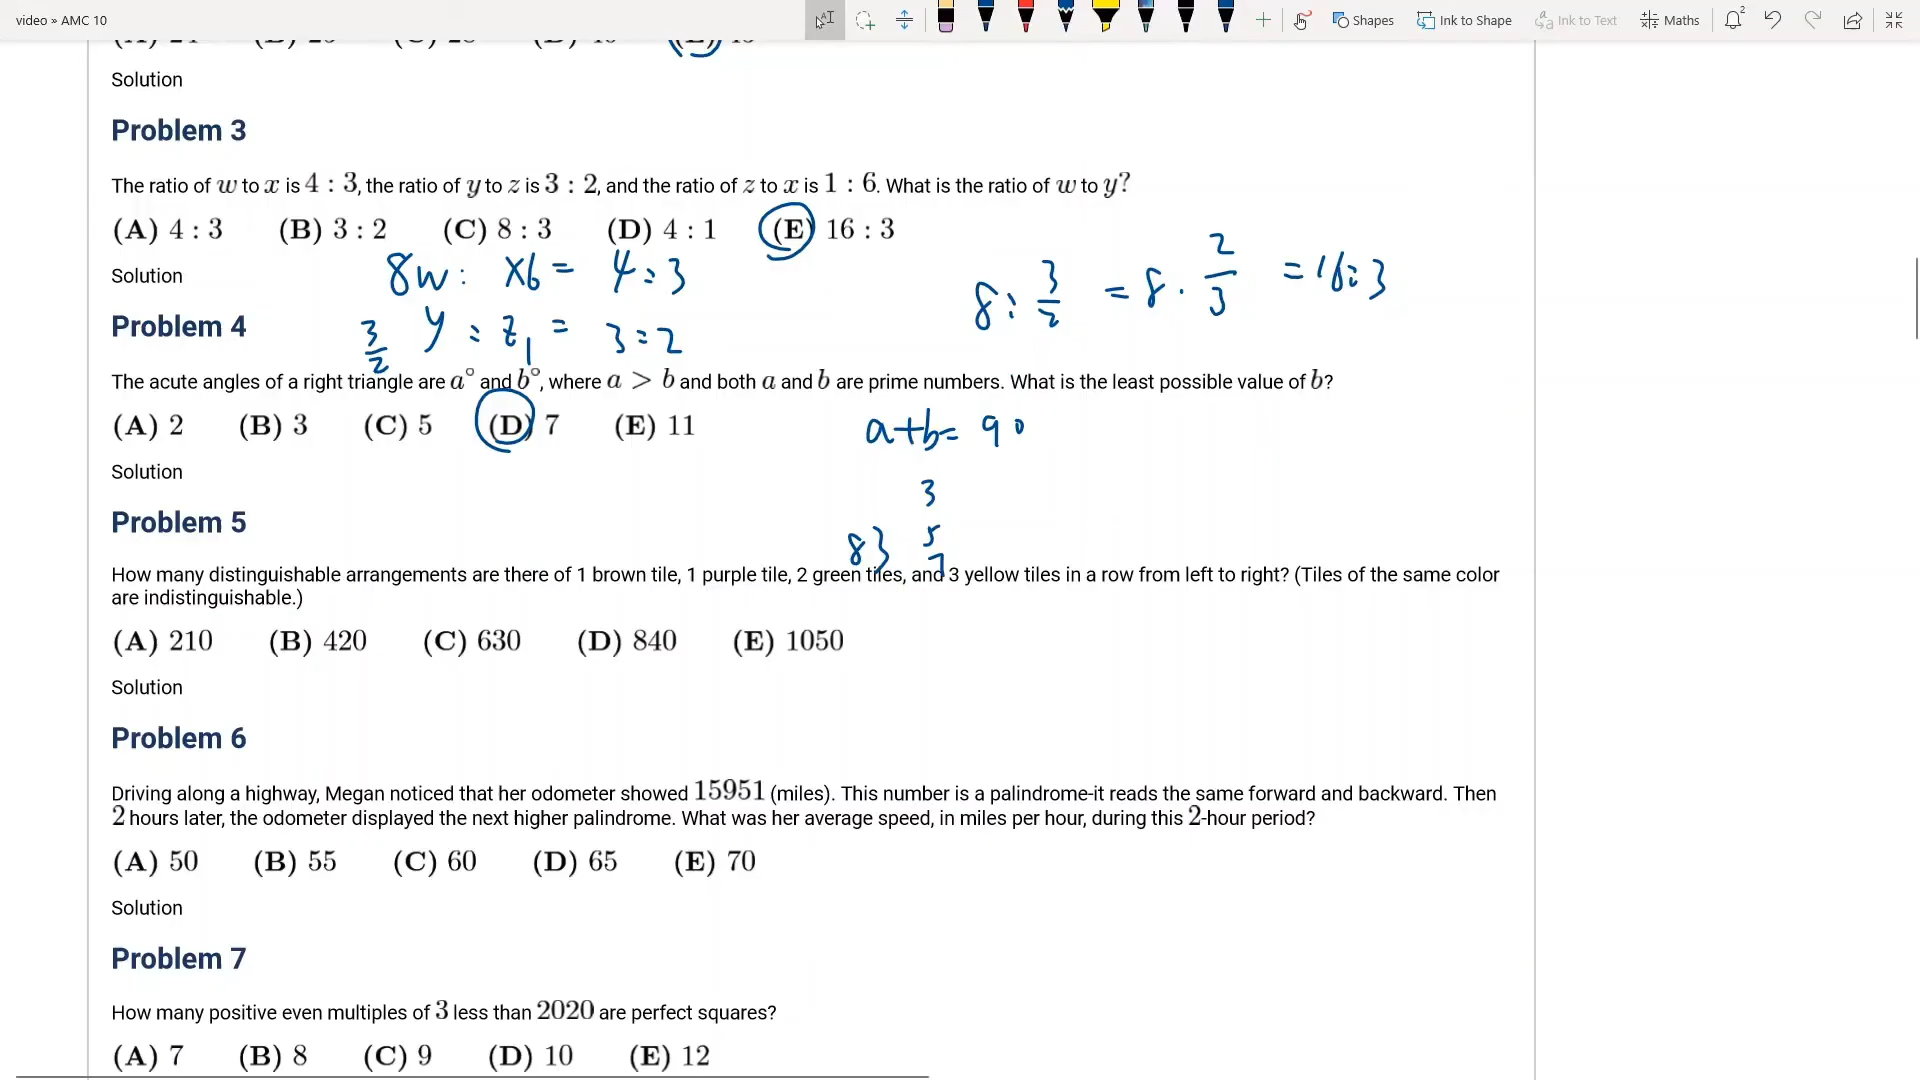 video » AMC 10
Shapes Ink to Shape Ink to Text Maths 2
Solution
Problem 3
The ratio of w to x is 4 : 3, the ratio of y to z is 3 : 2, and the ratio of z to x is 1 : 6. What is the ratio of w to y?
(A) 4 : 3 (B) 3 : 2 (C) 8 : 3 (D) 4 : 1 (E) 16 : 3
Solution
8w : x6 = 4 : 3
8 : 3/2 = 8 · 2/3 = 16 : 3
Problem 4
3/2 y : z1 = 3 : 2
The acute angles of a right triangle are a° and b°, where a > b and both a and b are prime numbers. What is the least possible value of b?
(A) 2 (B) 3 (C) 5 (D) 7 (E) 11
a+b= 90
Solution
3
Problem 5
83 5
7
How many distinguishable arrangements are there of 1 brown tile, 1 purple tile, 2 green tiles, and 3 yellow tiles in a row from left to right? (Tiles of the same color
are indistinguishable.)
(A) 210 (B) 420 (C) 630 (D) 840 (E) 1050
Solution
Problem 6
Driving along a highway, Megan noticed that her odometer showed 15951 (miles). This number is a palindrome-it reads the same forward and backward. Then
2 hours later, the odometer displayed the next higher palindrome. What was her average speed, in miles per hour, during this 2-hour period?
(A) 50 (B) 55 (C) 60 (D) 65 (E) 70
Solution
Problem 7
How many positive even multiples of 3 less than 2020 are perfect squares?
(A) 7 (B) 8 (C) 9 (D) 10 (E) 12